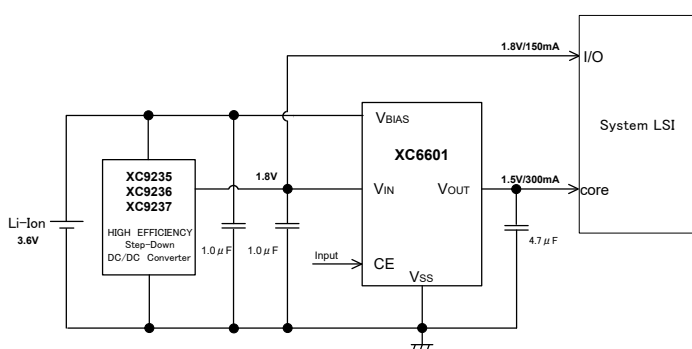 1.8V/150mA
I/O
System LSI
VBIAS
XC6601
XC9235
XC9236
XC9237
HIGH EFFICIENCY
Step-Down
DC/DC Converter
1.8V
VIN
VOUT
1.5V/300mA
core
Li-Ion
3.6V
1.0μF
1.0μF
Input
CE
4.7μF
VSS